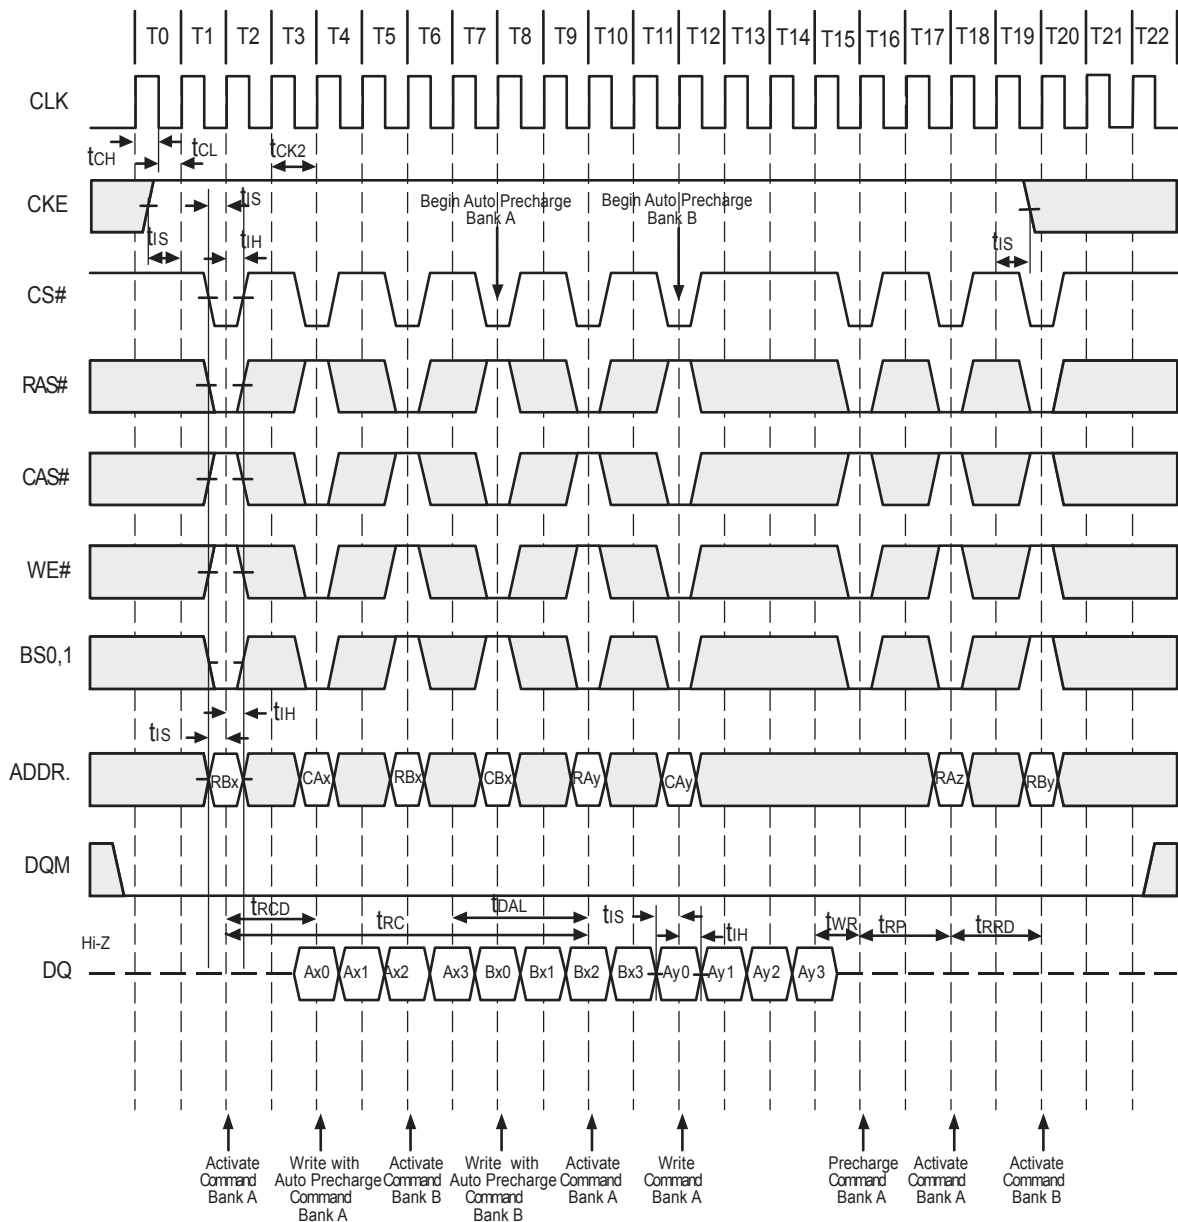 T0 T1 T2 T3 T4 T5 T6 T7 T8 T9 T10 T11 T12 T13 T14 T15 T16 T17 T18 T19 T20 T21 T22
CLK
tCH tCL tCK2
CKE
tIS
Begin Auto Precharge
Bank A
Begin Auto Precharge
Bank B
tIS tIH tIS
CS#
RAS#
CAS#
WE#
BS0,1
tIH
tIS
ADDR.
RBx CAx RBx CBx RAy CAy RAz RBy
DQM
tRCD tRC tDAL tIS tIH tWR tRP tRRD
Hi-Z
DQ
Ax0 Ax1 Ax2 Ax3 Bx0 Bx1 Bx2 Bx3 Ay0 Ay1 Ay2 Ay3
Activate
Command
Bank A
Write with
Auto Precharge
Command
Bank A
Activate
Command
Bank B
Write with
Auto Precharge
Command
Bank B
Activate
Command
Bank A
Write
Command
Bank A
Precharge
Command
Bank A
Activate
Command
Bank A
Activate
Command
Bank B